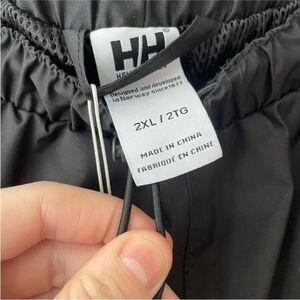 HH
Designed and developed
in Norway since 1877
2XL / 2TG
MADE IN CHINA
FABRIQUÉ EN CHINE